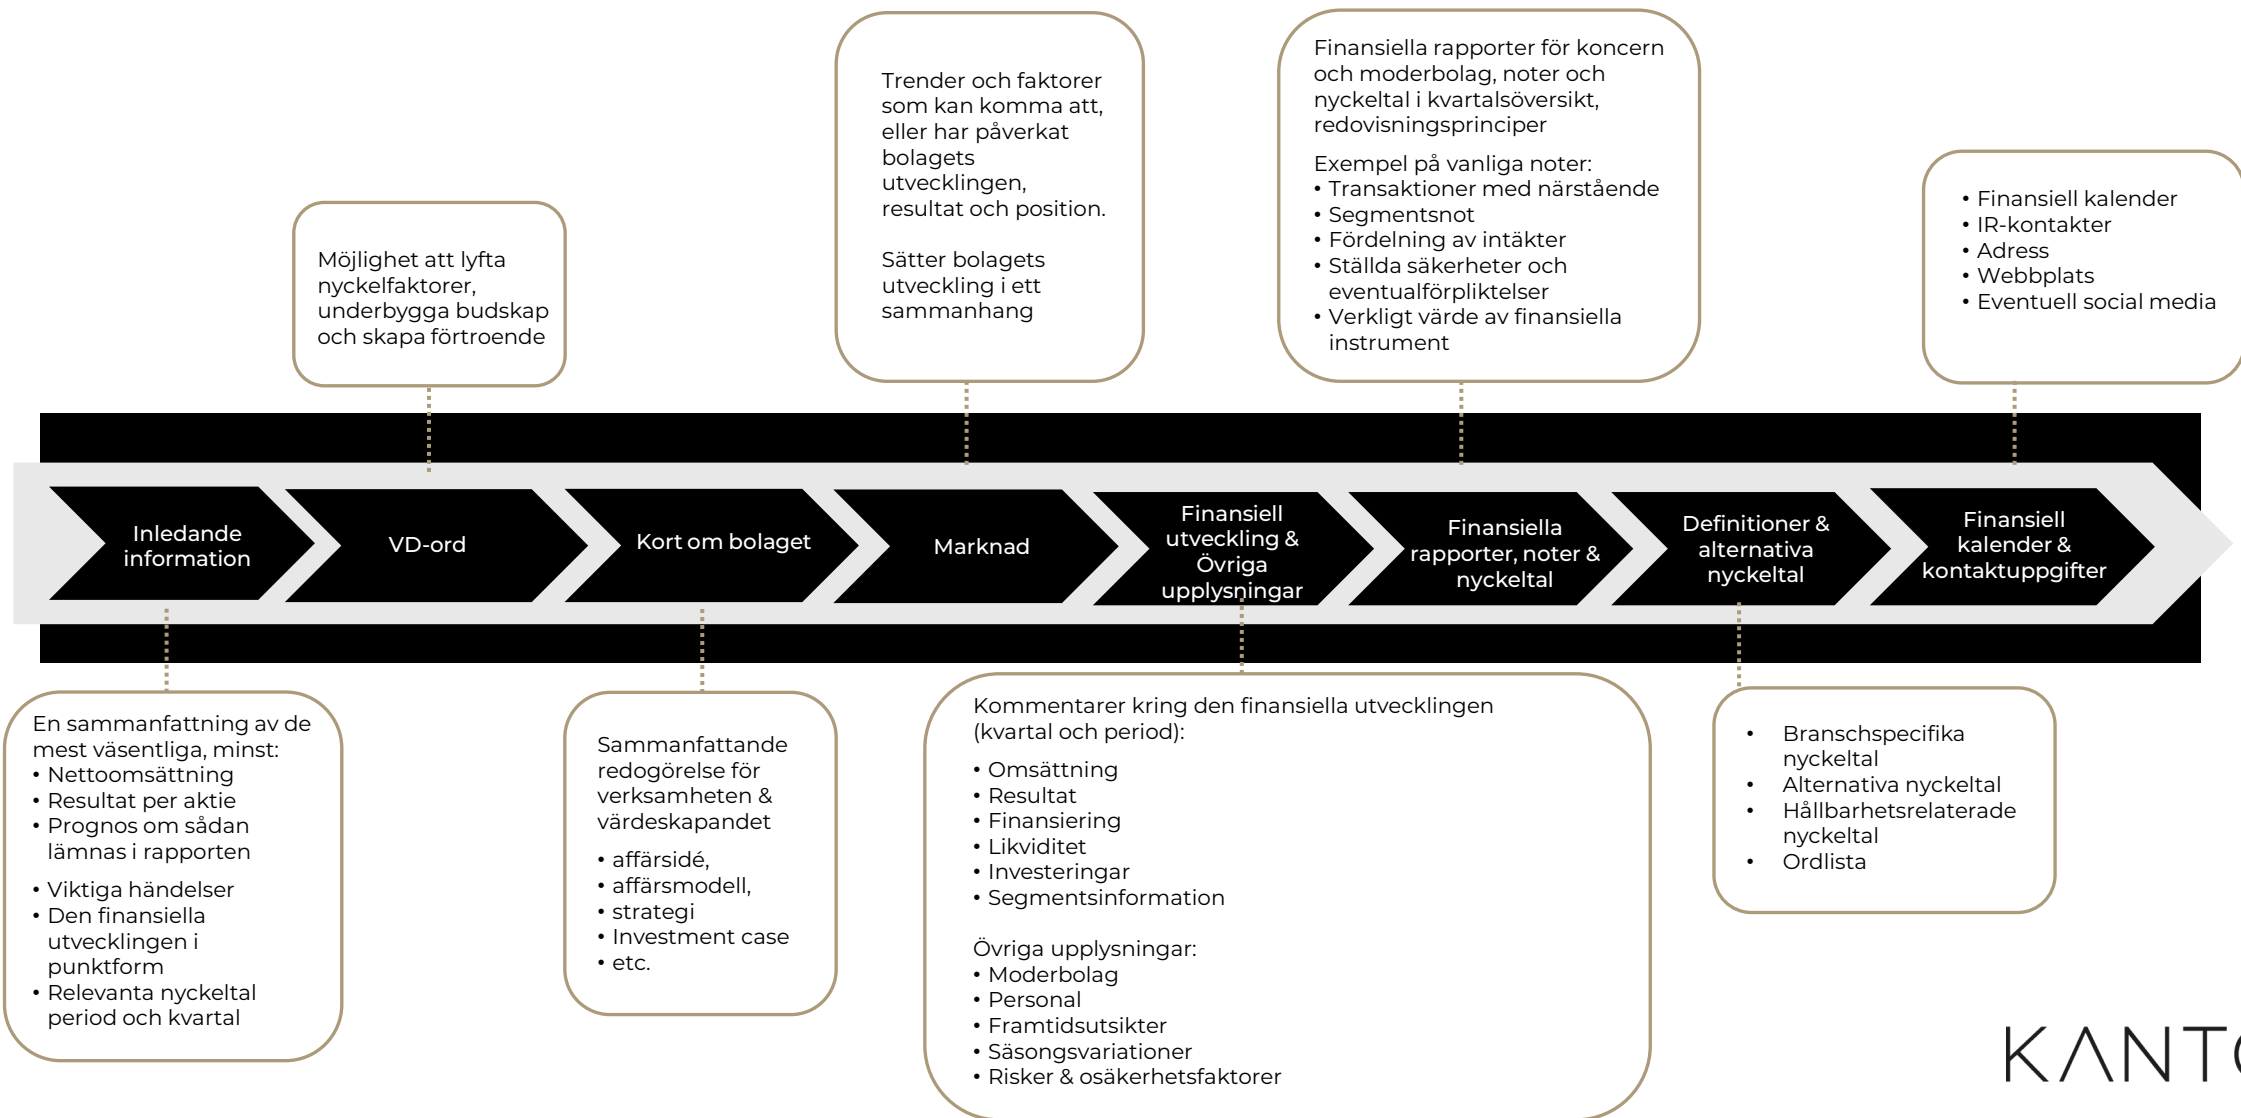 Möjlighet att lyfta
nyckelfaktorer,
underbygga budskap
och skapa förtroende
Trender och faktorer
som kan komma att,
eller har påverkat
bolagets
utvecklingen,
resultat och position.
Sätter bolagets
utveckling i ett
sammanhang
Finansiella rapporter för koncern
och moderbolag, noter och
nyckeltal i kvartalsöversikt,
redovisningsprinciper
Exempel på vanliga noter:
• Transaktioner med närstående
• Segmentsnot
• Fördelning av intäkter
• Ställda säkerheter och
eventualförpliktelser
• Verkligt värde av finansiella
instrument
• Finansiell kalender
• IR-kontakter
• Adress
• Webbplats
• Eventuell social media
Inledande
information
VD-ord
Kort om bolaget
Marknad
Finansiell
utveckling &
Övriga
upplysningar
Finansiella
rapporter, noter &
nyckeltal
Definitioner &
alternativa
nyckeltal
Finansiell
kalender &
kontaktuppgifter
En sammanfattning av de
mest väsentliga, minst:
• Nettoomsättning
• Resultat per aktie
• Prognos om sådan
lämnas i rapporten
• Viktiga händelser
• Den finansiella
utvecklingen i
punktform
• Relevanta nyckeltal
period och kvartal
Sammanfattande
redogörelse för
verksamheten &
värdeskapandet
• affärsidé,
• affärsmodell,
• strategi
• Investment case
• etc.
Kommentarer kring den finansiella utvecklingen
(kvartal och period):
• Omsättning
• Resultat
• Finansiering
• Likviditet
• Investeringar
• Segmentsinformation
Övriga upplysningar:
• Moderbolag
• Personal
• Framtidsutsikter
• Säsongsvariationer
• Risker & osäkerhetsfaktorer
• Branschspecifika
nyckeltal
• Alternativa nyckeltal
• Hållbarhetsrelaterade
nyckeltal
• Ordlista